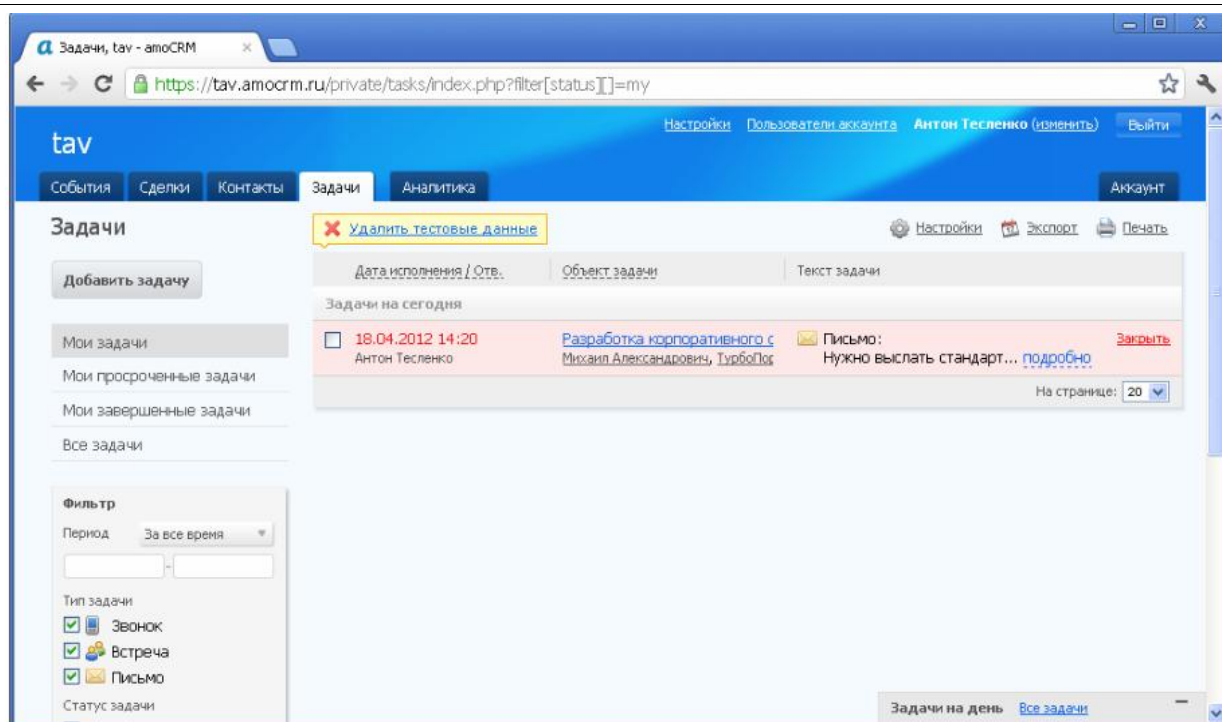 Задачи, tav - amoCRM
https://tav.amocrm.ru/private/tasks/index.php?filter[status][]=my
Настройки Пользователи аккаунта Антон Тесленко (изменить) Выйти
tav
События Сделки Контакты Задачи Аналитика Аккаунт
Задачи
Удалить тестовые данные
Настройки Экспорт Печать
Добавить задачу
Дата исполнения / Отв. Объект задачи Текст задачи
Задачи на сегодня
Мои задачи
Мои просроченные задачи
Мои завершенные задачи
Все задачи
18.04.2012 14:20 Разработка корпоративного с Письмо: Закрыть
Антон Тесленко Михаил Александрович, ТурбоПор Нужно выслать стандарт... подробно
На странице: 20
Фильтр
Период За все время
-
Тип задачи
Звонок
Встреча
Письмо
Статус задачи
Задачи на день Все задачи